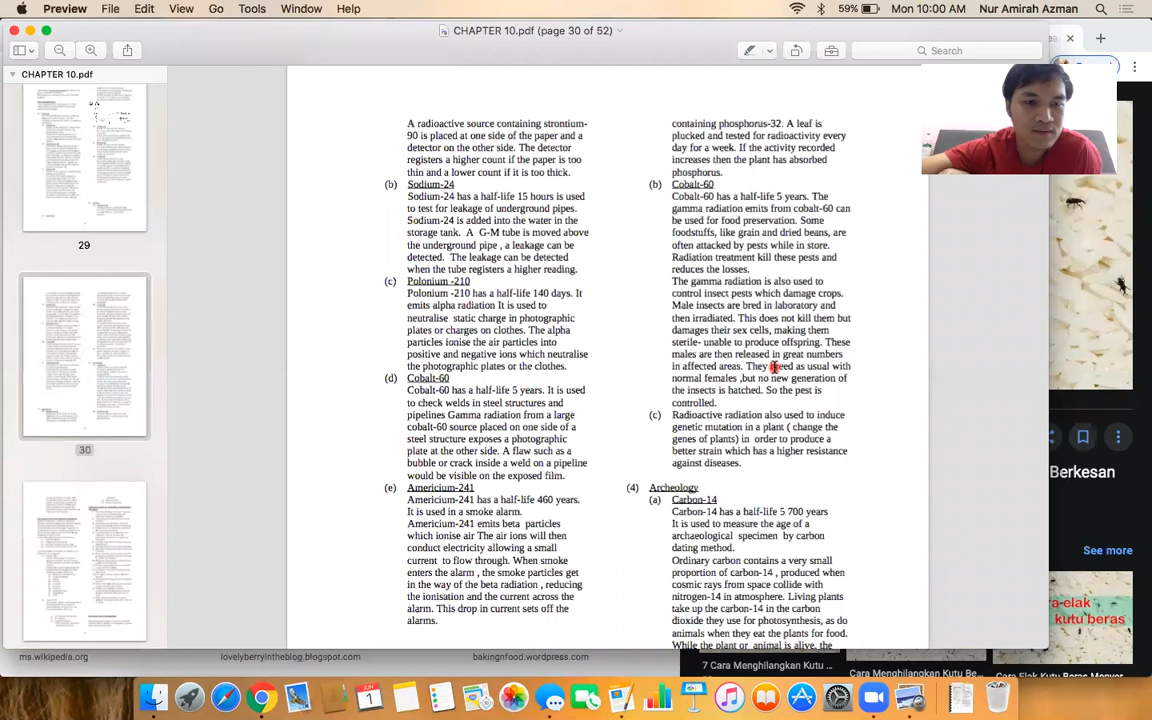 Preview
File
Edit
View
Go
Tools
Window
Help
59%
Mon 10:00 AM
Nur Amirah Azman
CHAPTER 10.pdf (page 30 of 52)
Search
CHAPTER 10.pdf
29
30
A radioactive source containing strontium-
90 is placed at one side of the paper and a
detector on the other side. The detector
registers a higher count if the paper is too
thin and a lower count if it is too thick.
(b) Sodium-24
Sodium-24 has a half-life 15 hours is used
to test for leakage of underground pipes.
Sodium-24 is added into the water in the
storage tank. A G-M tube is moved above
the underground pipe , a leakage can be
detected. The leakage can be detected
when the tube registers a higher reading.
(c) Polonium -210
Polonium -210 has a half-life 140 days. It
emits alpha radiation It is used to
neutralise static charge in photographic
plates or charges on clothes. The alpha
particles ionise the air particles into
positive and negative ions which neutralise
the photographic plates or the clothes.
(d) Cobalt-60
Cobalt-60 has a half-life 5 years. It is used
to check welds in steel structures and
pipelines Gamma radiation from a large
cobalt-60 source placed on one side of a
steel structure exposes a photographic
plate at the other side. A flaw such as a
bubble or crack inside a weld on a pipeline
would be visible on the exposed film.
(e) Americium-241
Americium-241 has a half-life 460 years.
It is used in a smoke alarm.
Americium-241 emits beta particles
which ionise air The air ions will then
conduct electricity allowing a small
current to flow through. When smoke
enters the alarm , the smoke particles get
in the way of the beta radiation , reducing
the ionisation and the current across the
alarm. This drop in current sets off the
alarms.
containing phosphorus-32. A leaf is
plucked and tested for radioactivity every
day for a week. If the activity recorded
increases then the plant has absorbed
phosphorus.
(b) Cobalt-60
Cobalt-60 has a half-life 5 years. The
gamma radiation emits from cobalt-60 can
be used for food preservation. Some
foodstuffs, like grain and dried beans, are
often attacked by pests while in store.
Radiation treatment kill these pests and
reduces the losses.
The gamma radiation is also used to
control insect pests which damage crops.
Male insects are bred in laboratory and
then irradiated. This does not kill them but
damages their sex cells, making them
sterile- unable to produce offspring. These
males are then released in great numbers
in affected areas. They breed as usual with
normal females ,but no new generation of
the insects is hatched. So the pest is
controlled.
(c) Radioactive radiation also used to induce
genetic mutation in a plant ( change the
genes of plants) in order to produce a
better strain which has a higher resistance
against diseases.
(4) Archeology
(a) Carbon-14
Carbon-14 has a half-life 5 700 years
It is used to measure the age of a
archaeological specimen by carbon
dating method.
Ordinary carbon contains a very small
proportion of carbon-14 , produced when
cosmic rays from space collide with
nitrogen-14 in atmosphere. Living plants
take up the carbon-14 in the carbon
dioxide they use for photosynthesis, as do
animals when they eat the plants for food.
While the plant or animal is alive, the
Berkesan
See more
a-elak
kutu beras
ms.wikipedia.org
lovelyberryintheblog.blogspot.com
bakingnfood.wordpress.com
7 Cara Menghilangkan Kutu ...
Cara Menghilangkan Kutu Be...
Cara-Cara Elak Kutu Beras Menyer...
JUN
1